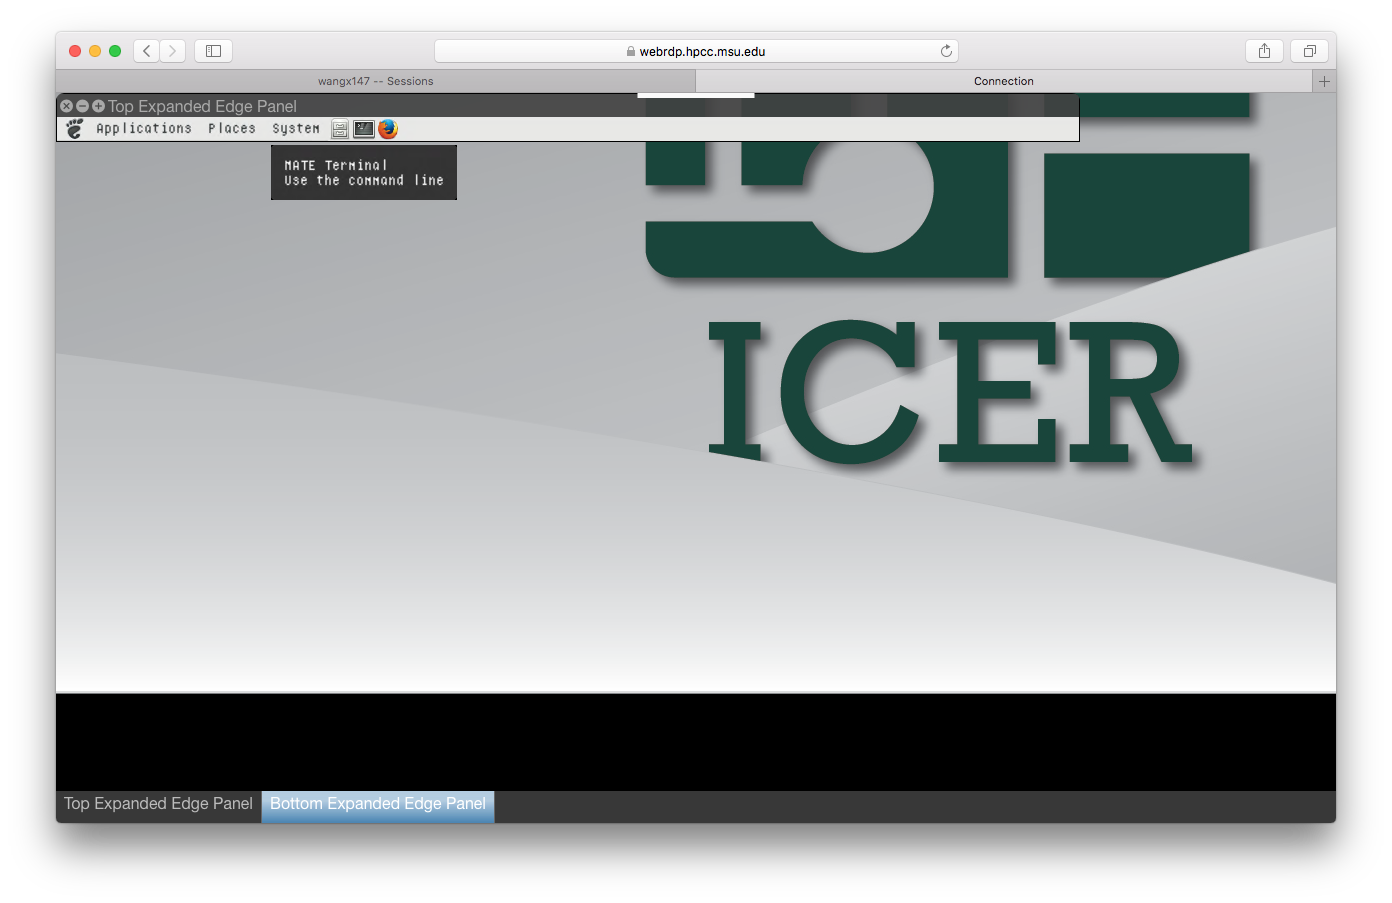 webrdp.hpcc.msu.edu
wangx147 -- Sessions
Connection
Top Expanded Edge Panel
Applications Places System
MATE Terminal
Use the command line
ICER
Top Expanded Edge Panel
Bottom Expanded Edge Panel